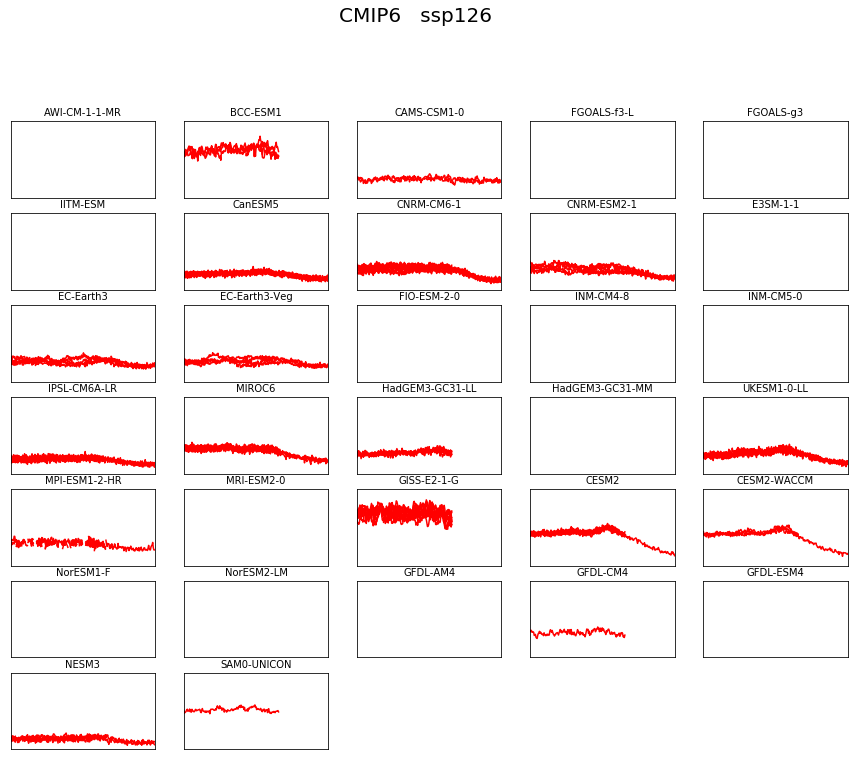 CMIP6 ssp126
AWI-CM-1-1-MR BCC-ESM1 CAMS-CSM1-0 FGOALS-f3-L FGOALS-g3
IITM-ESM CanESM5 CNRM-CM6-1 CNRM-ESM2-1 E3SM-1-1
EC-Earth3 EC-Earth3-Veg FIO-ESM-2-0 INM-CM4-8 INM-CM5-0
IPSL-CM6A-LR MIROC6 HadGEM3-GC31-LL HadGEM3-GC31-MM UKESM1-0-LL
MPI-ESM1-2-HR MRI-ESM2-0 GISS-E2-1-G CESM2 CESM2-WACCM
NorESM1-F NorESM2-LM GFDL-AM4 GFDL-CM4 GFDL-ESM4
NESM3 SAM0-UNICON